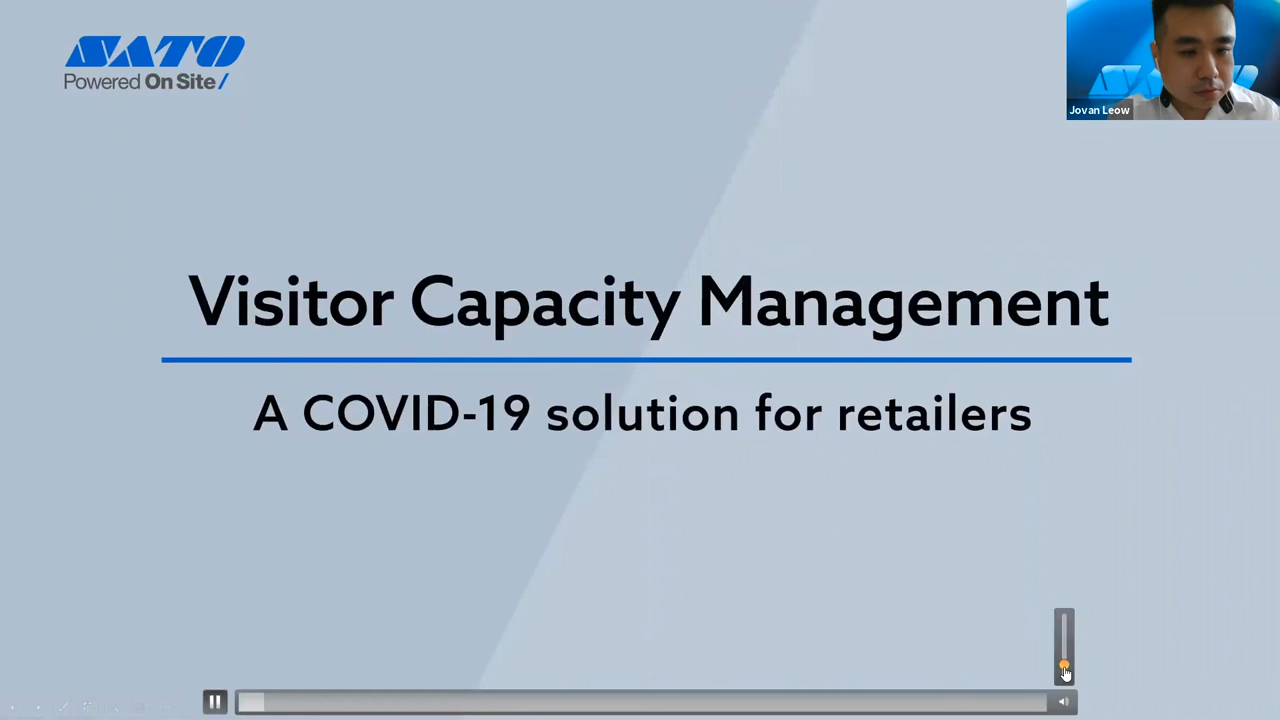 SATO
Powered On Site/
Jovan Leow
Visitor Capacity Management
A COVID-19 solution for retailers